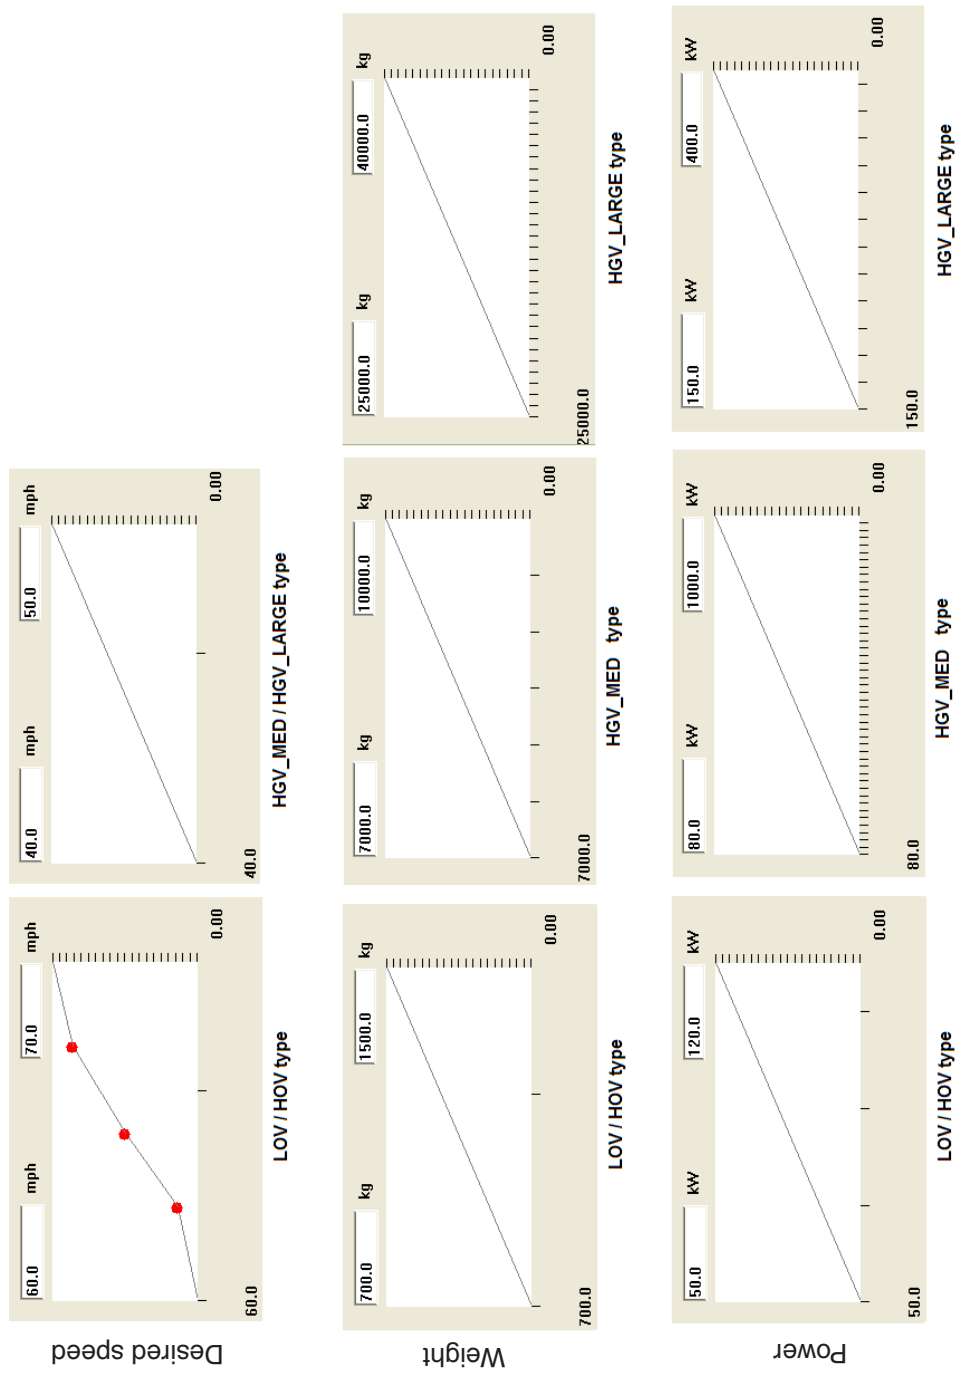 Desired speed
60.0 mph 70.0 mph
0.00
60.0
LOV / HOV type
40.0 mph 50.0 mph
0.00
40.0
HGV_MED / HGV_LARGE type
Weight
700.0 kg 1500.0 kg
0.00
700.0
LOV / HOV type
7000.0 kg 10000.0 kg
0.00
7000.0
HGV_MED type
25000.0 kg 40000.0 kg
0.00
25000.0
HGV_LARGE type
Power
50.0 kW 120.0 kW
0.00
50.0
LOV / HOV type
80.0 kW 1000.0 kW
0.00
80.0
HGV_MED type
150.0 kW 400.0 kW
0.00
150.0
HGV_LARGE type